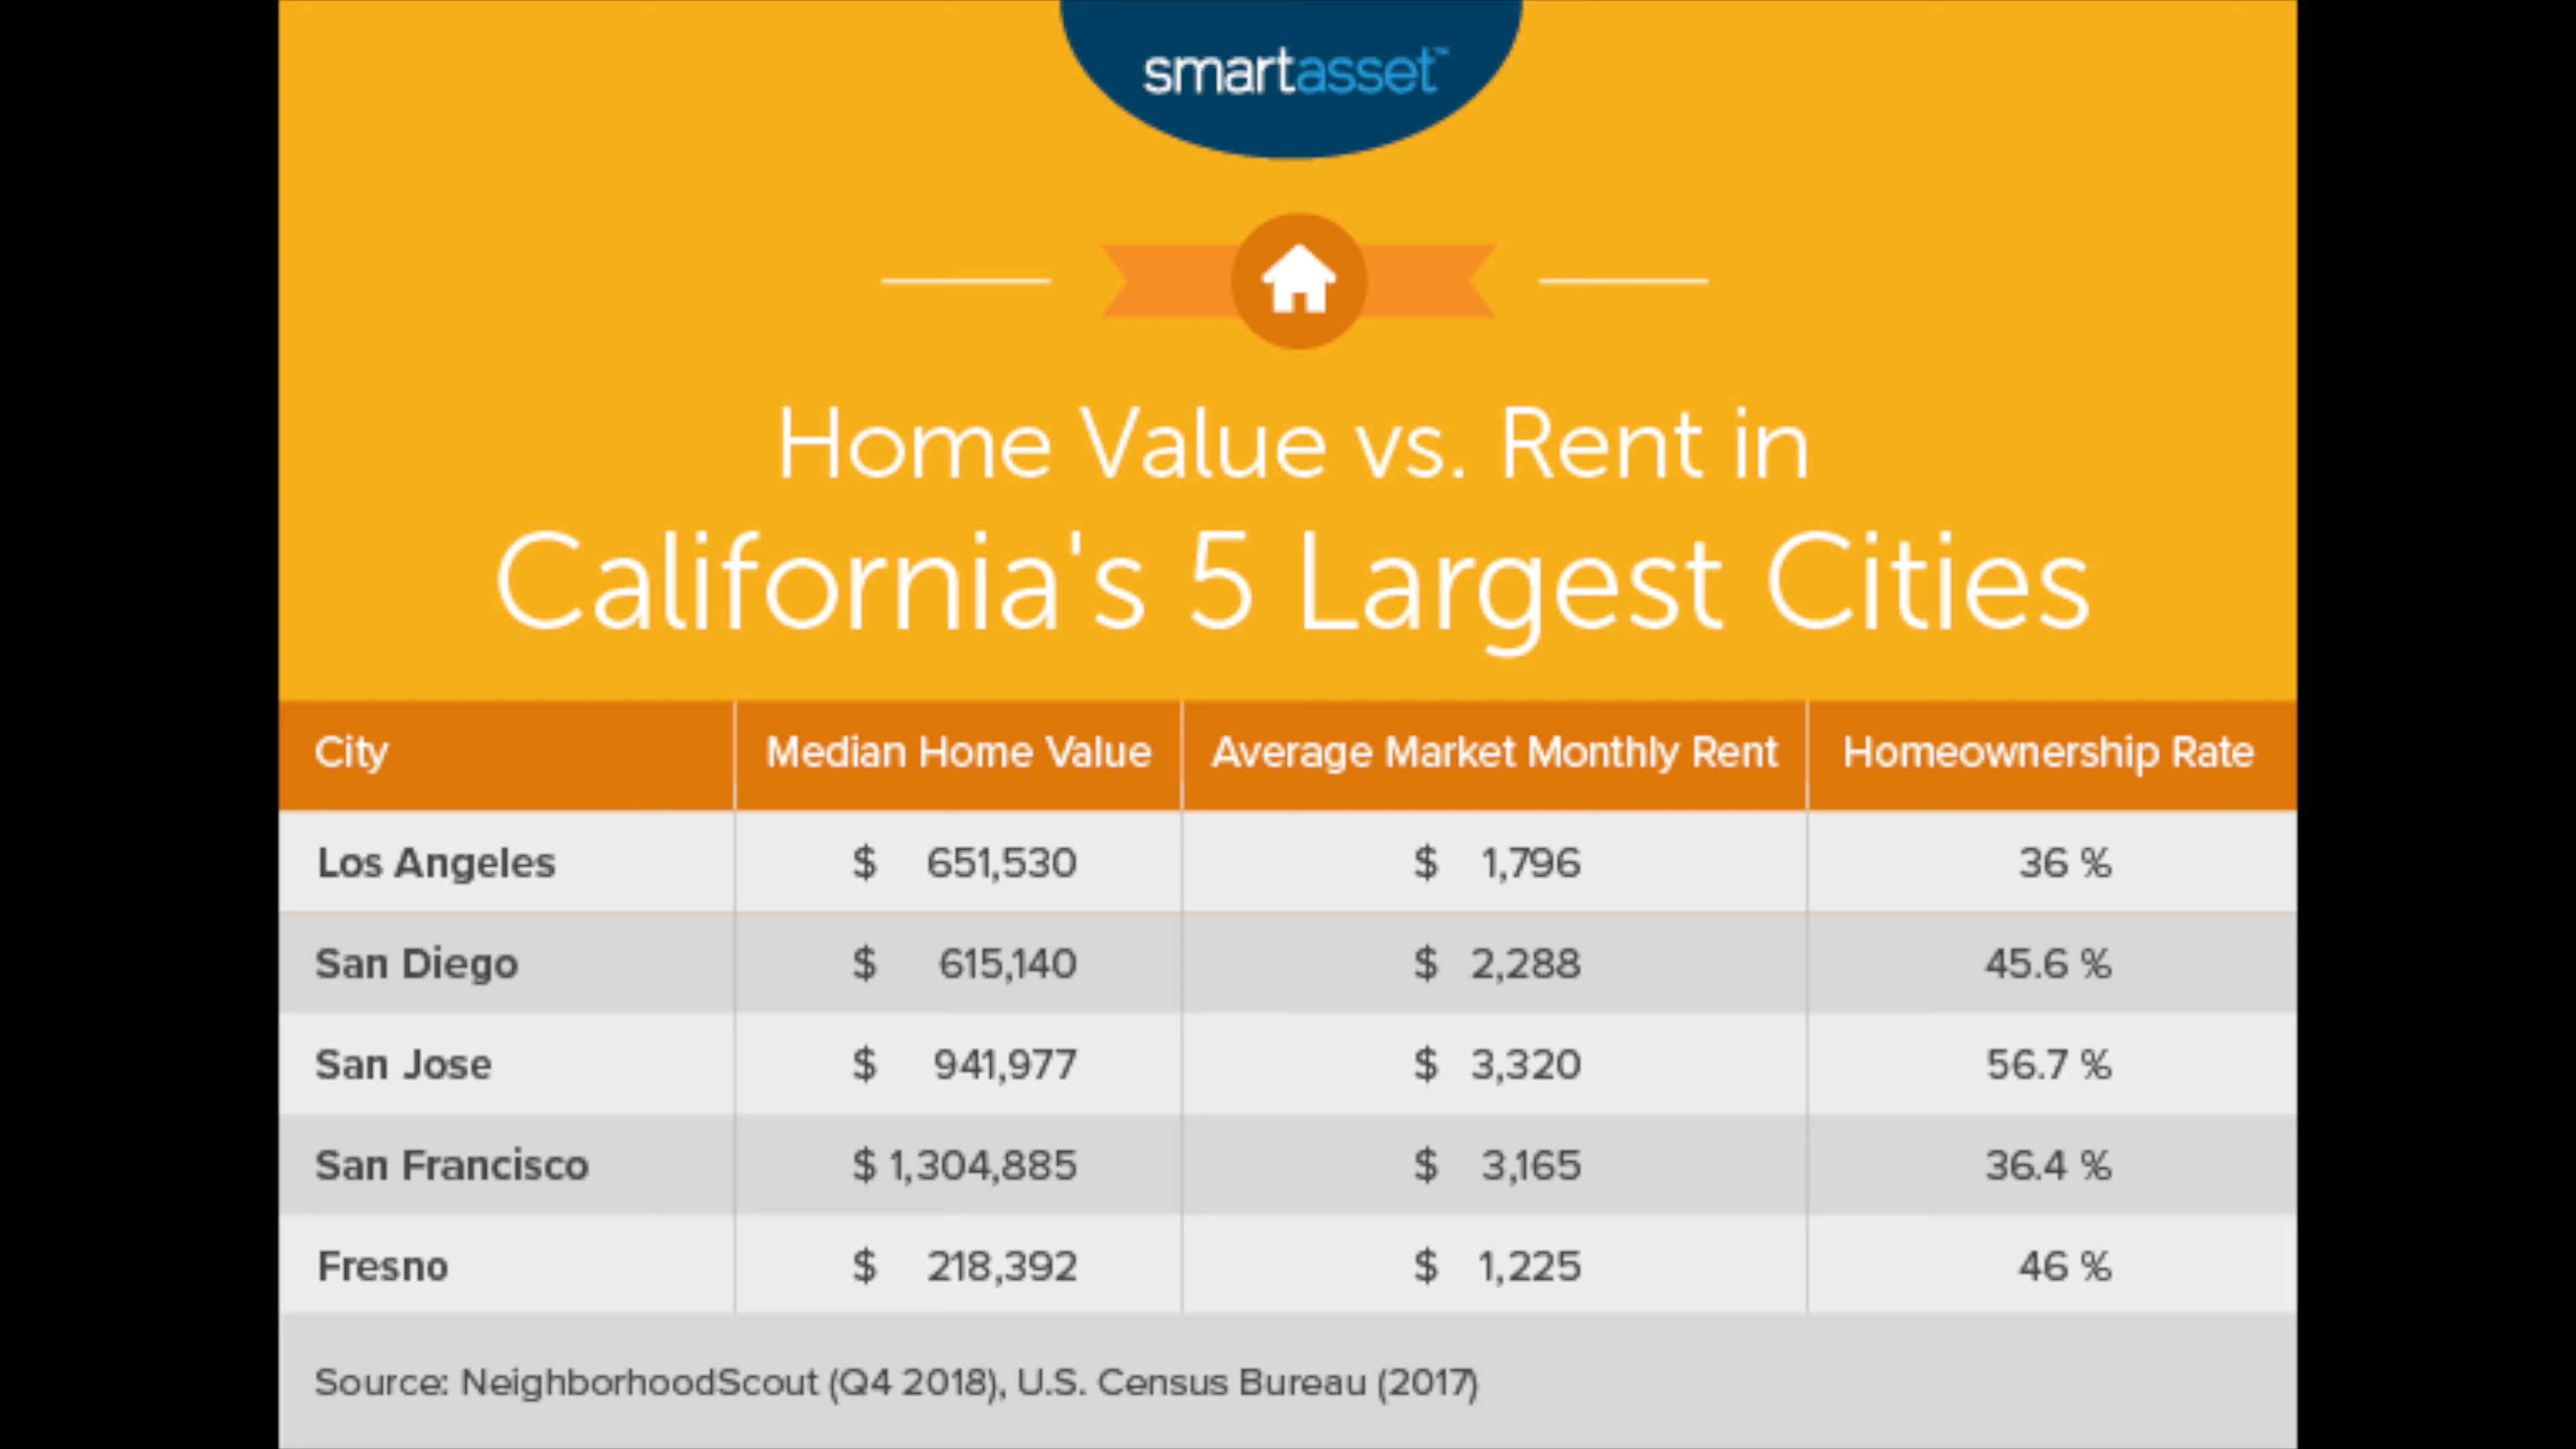 smartasset™
Home Value vs. Rent in
California's 5 Largest Cities
City Median Home Value Average Market Monthly Rent Homeownership Rate
Los Angeles $ 651,530 $ 1,796 36 %
San Diego $ 615,140 $ 2,288 45.6 %
San Jose $ 941,977 $ 3,320 56.7 %
San Francisco $ 1,304,885 $ 3,165 36.4 %
Fresno $ 218,392 $ 1,225 46 %
Source: NeighborhoodScout (Q4 2018), U.S. Census Bureau (2017)